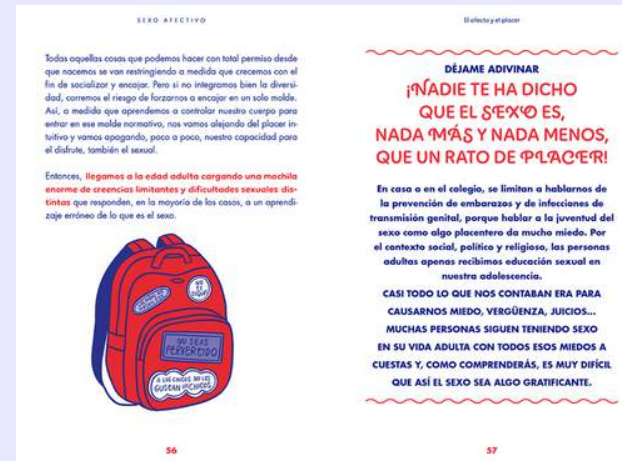 SEXO AFECTIVO
Todas aquellas cosas que podemos hacer con total permiso desde
que nacemos se van restringiendo a medida que crecemos con el
fin de socializar y encajar. Pero si no integramos bien la diversi-
dad, corremos el riesgo de forzarnos a encajar en un solo molde.
Así, a medida que aprendemos a controlar nuestro cuerpo para
entrar en ese molde normativo, nos vamos alejando del placer in-
tuitivo y vamos apagando, poco a poco, nuestra capacidad para
el disfrute, también el sexual.
Entonces, llegamos a la edad adulta cargando una mochila
enorme de creencias limitantes y dificultades sexuales dis-
tintas que responden, en la mayoría de los casos, a un aprendi-
zaje erróneo de lo que es el sexo.
NO
TE
TOQUES
NO SEAS
PERVERTIDO
A LOS CHICOS NO LES
GUSTAN LOS CHICOS
56
El afecto y el placer
DÉJAME ADIVINAR
¡NADIE TE HA DICHO
QUE EL SEXO ES,
NADA MÁS Y NADA MENOS,
QUE UN RATO DE PLACER!
En casa o en el colegio, se limitan a hablarnos de
la prevención de embarazos y de infecciones de
transmisión genital, porque hablar a la juventud del
sexo como algo placentero da mucho miedo. Por
el contexto social, político y religioso, las personas
adultas apenas recibimos educación sexual en
nuestra adolescencia.
CASI TODO LO QUE NOS CONTABAN ERA PARA
CAUSARNOS MIEDO, VERGÜENZA, JUICIOS...
MUCHAS PERSONAS SIGUEN TENIENDO SEXO
EN SU VIDA ADULTA CON TODOS ESOS MIEDOS A
CUESTAS Y, COMO COMPRENDERÁS, ES MUY DIFÍCIL
QUE ASÍ EL SEXO SEA ALGO GRATIFICANTE.
57